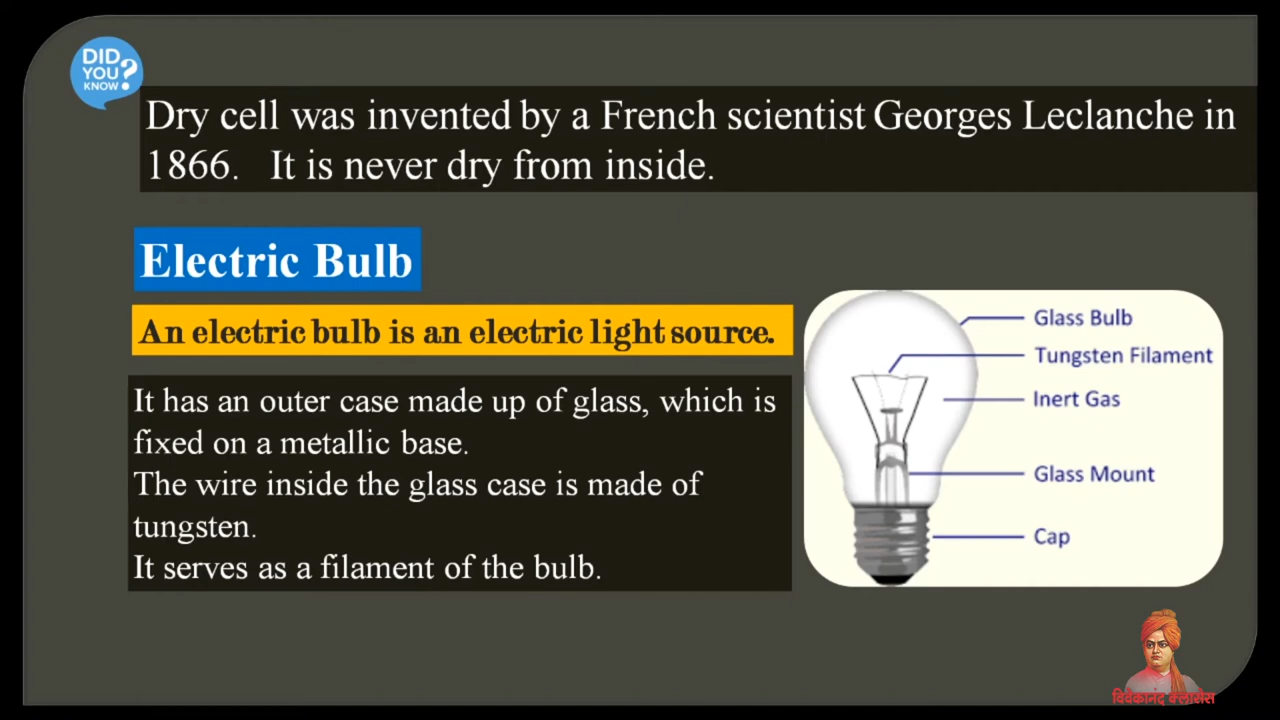 DID
YOU
KNOW?
Dry cell was invented by a French scientist Georges Leclanche in
1866. It is never dry from inside.
Electric Bulb
An electric bulb is an electric light source.
It has an outer case made up of glass, which is
fixed on a metallic base.
The wire inside the glass case is made of
tungsten.
It serves as a filament of the bulb.
Glass Bulb
Tungsten Filament
Inert Gas
Glass Mount
Cap
विवेकानंद क्लासेस